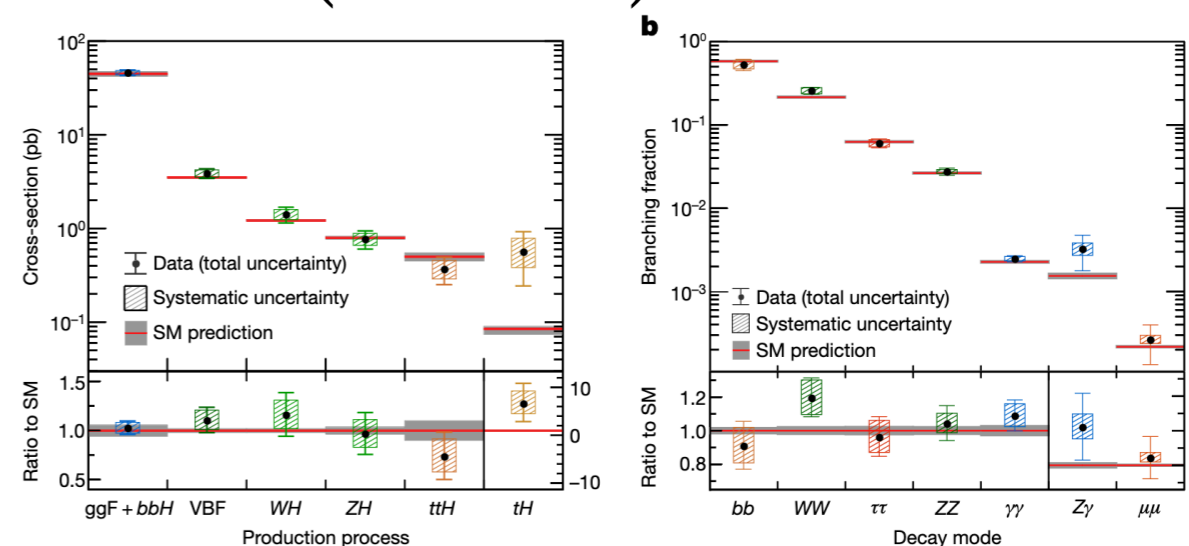 b
10²
10¹
10⁰
10⁻¹
Cross-section (pb)
Data (total uncertainty)
Systematic uncertainty
SM prediction
1.5
1.0
0.5
Ratio to SM
10
0
−10
ggF + bbH VBF WH ZH ttH tH
Production process
10⁰
10⁻¹
10⁻²
10⁻³
Branching fraction
Data (total uncertainty)
Systematic uncertainty
SM prediction
1.2
1.0
0.8
Ratio to SM
bb WW ττ ZZ γγ Zγ μμ
Decay mode